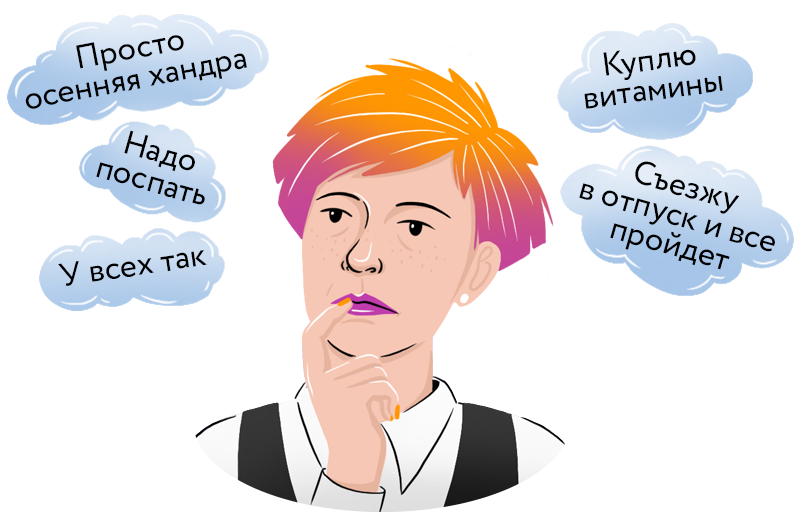 Просто
осенняя хандра
Надо
поспать
У всех так
Куплю
витамины
Съезжу
в отпуск и все
пройдет